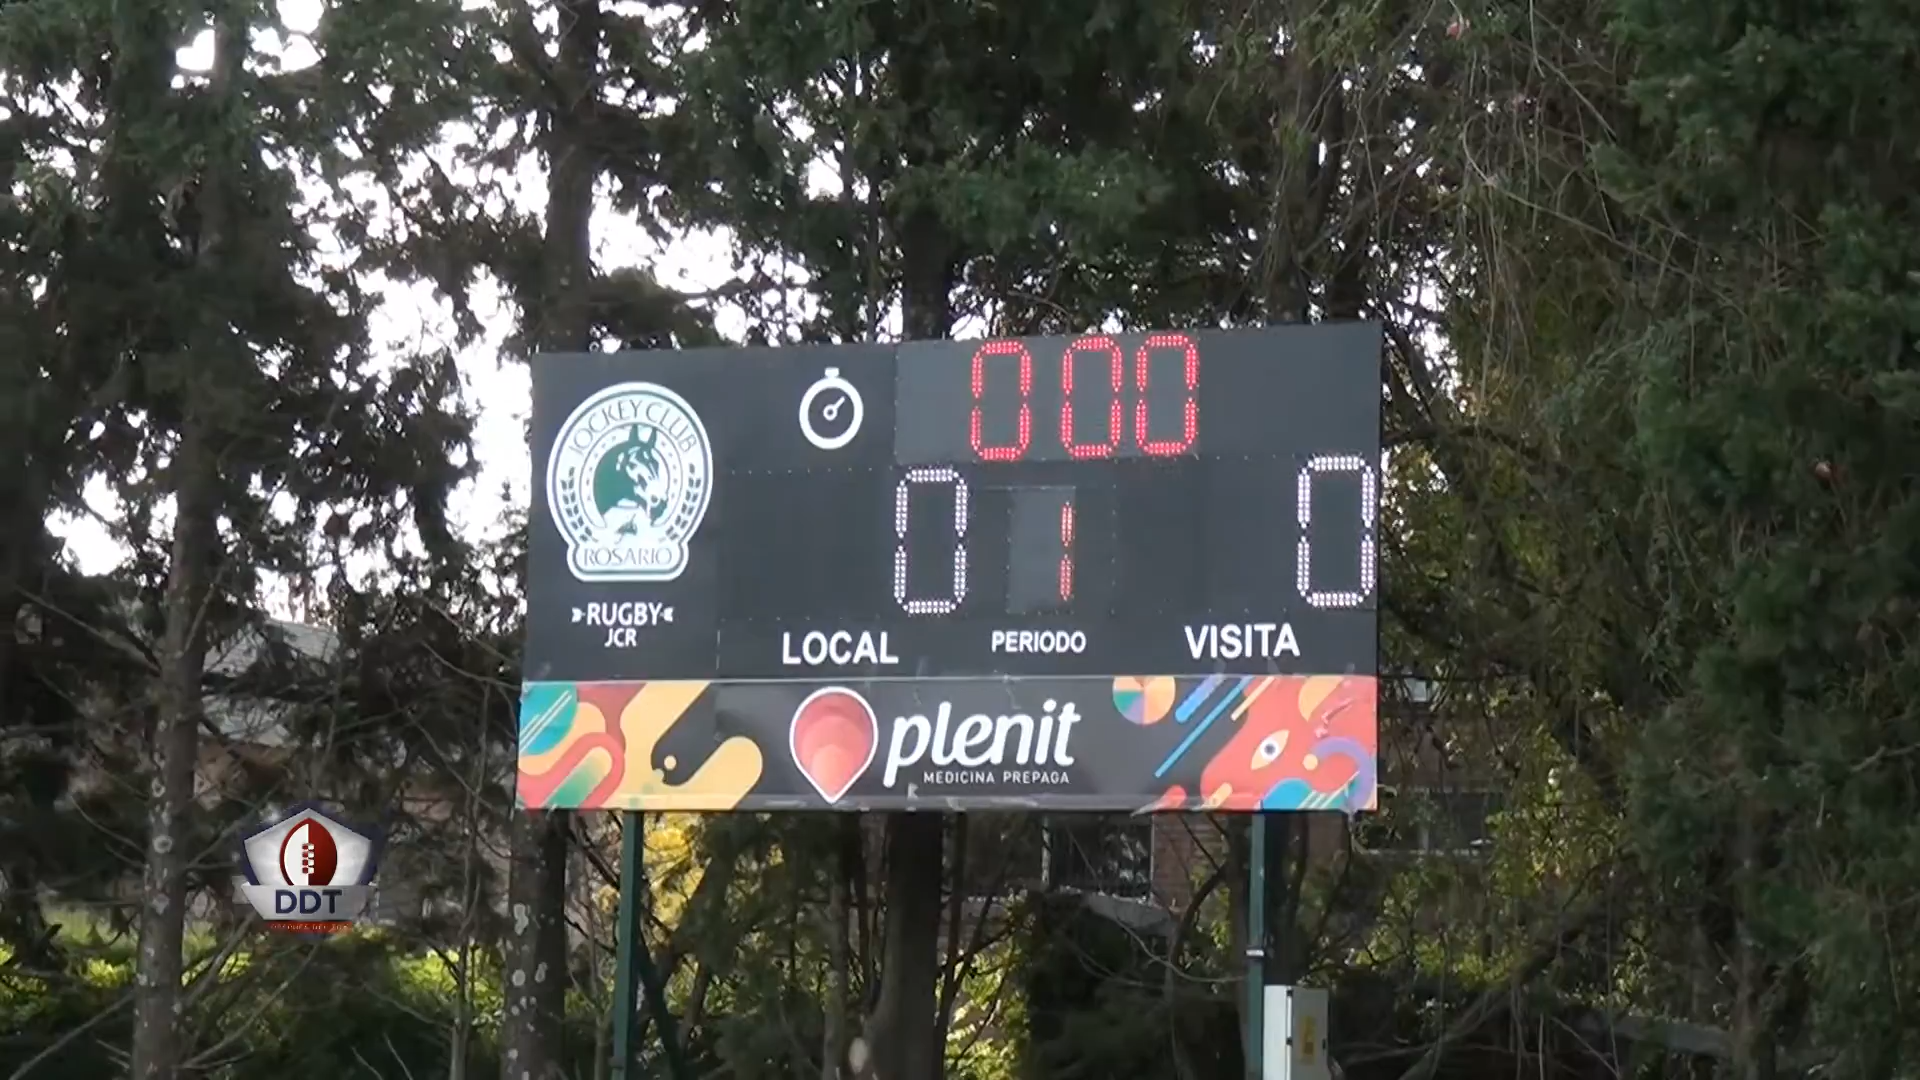 JOCKEY CLUB
ROSARIO
RUGBY
JCR
0 00
0 1 0
LOCAL PERIODO VISITA
plenit
MEDICINA PREPAGA
DDT